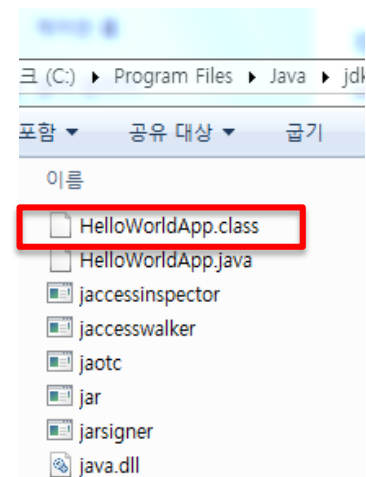 크 (C:) ▶ Program Files ▶ Java ▶ jdk
포함 ▼ 공유 대상 ▼ 굽기
이름
HelloWorldApp.class
HelloWorldApp.java
jaccessinspector
jaccesswalker
jaotc
jar
jarsigner
java.dll